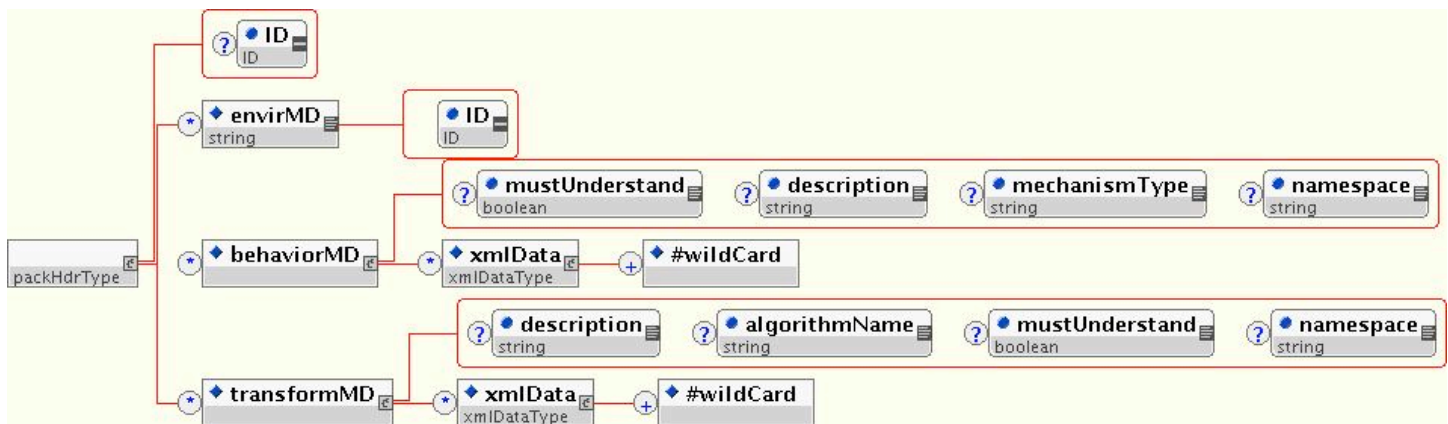 ? ID
ID
* envirMD
string
ID
ID
? mustUnderstand
boolean
? description
string
? mechanismType
string
? namespace
string
packHdrType
* behaviorMD
* xmlData
xmlDataType
+ #wildCard
? description
string
? algorithmName
string
? mustUnderstand
boolean
? namespace
string
* transformMD
* xmlData
xmlDataType
+ #wildCard